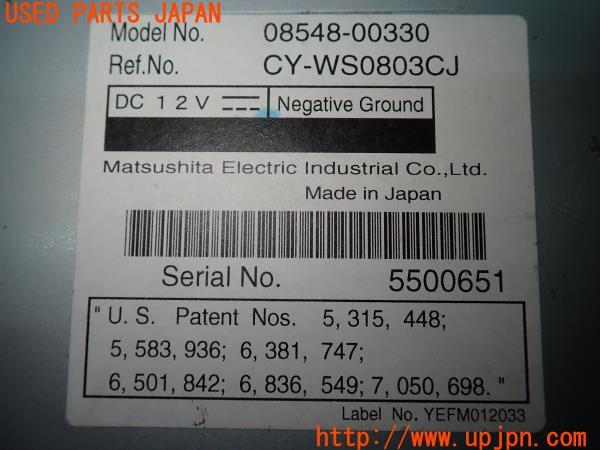 USED PARTS JAPAN
Model No. 08548-00330
Ref.No. CY-WS0803CJ
DC 12V Negative Ground
Matsushita Electric Industrial Co.,Ltd.
Made in Japan
Serial No. 5500651
"U.S. Patent Nos. 5,315,448;
5,583,936; 6,381,747;
6,501,842; 6,836,549; 7,050,698."
Label No. YEFM012033
http://www.upjpn.com/